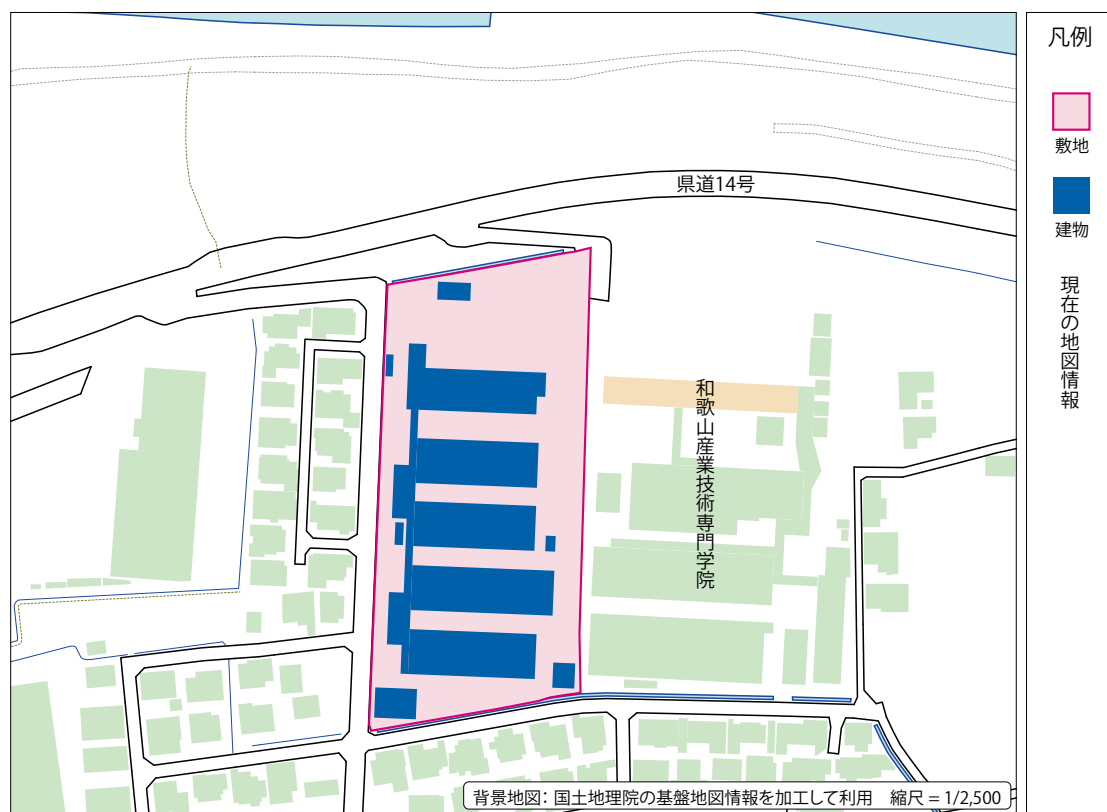 県道14号
和歌山産業技術専門学院
背景地図：国土地理院の基盤地図情報を加工して利用　縮尺＝1/2,500
凡例
敷地
建物
現在の地図情報